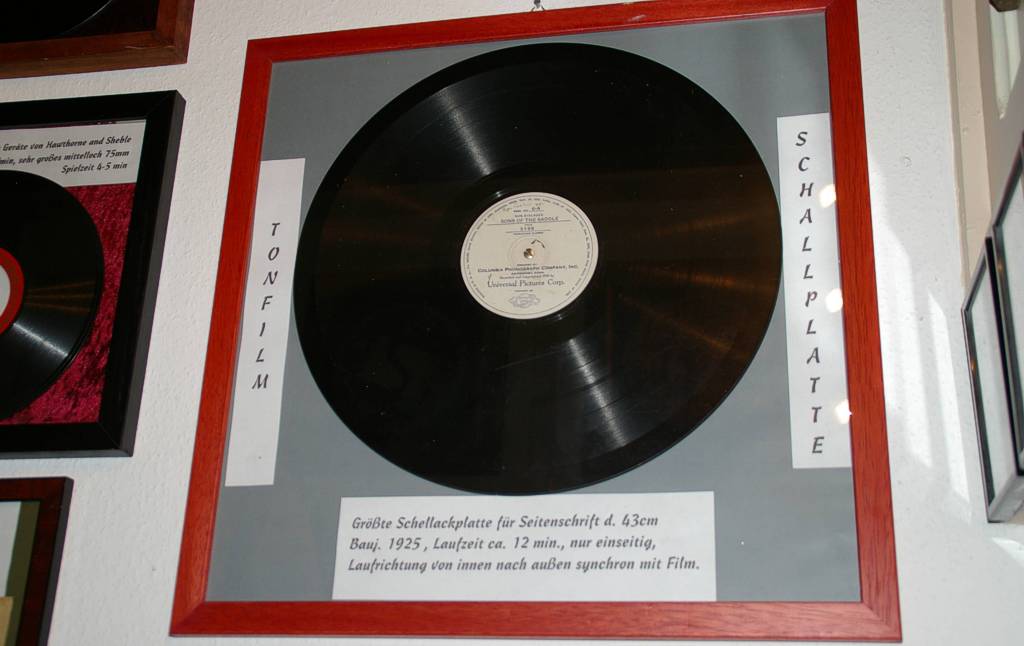 Geräte von Hawthorne and Sheble
min, sehr großes mittelloch 75mm
Spielzeit 4-5 min
TONFILM
SONS OF THE SADDLE
COLUMBIA PHONOGRAPH COMPANY, INC.
Universal Pictures Corp.
SCHALLPLATTE
Größte Schellackplatte für Seitenschrift d. 43cm
Bauj. 1925, Laufzeit ca. 12 min., nur einseitig,
Laufrichtung von innen nach außen synchron mit Film.